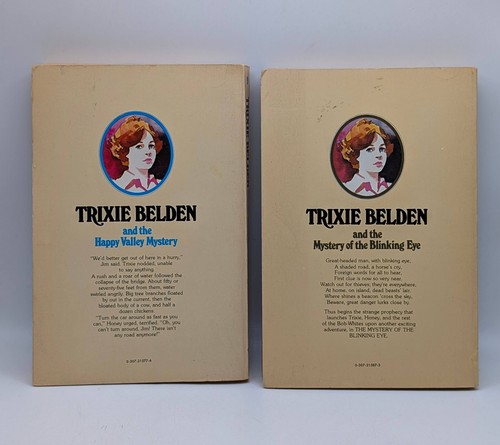 TRIXIE BELDEN
and the
Happy Valley Mystery
"We'd better get out of here in a hurry,"
Jim said. Trixie nodded, unable
to say anything.
A rush and a roar of water followed the
collapse of the bridge. About fifty or
seventy-five feet from them, water
swirled angrily. Big tree branches floated
by out in the current, then the
bloated body of a cow, and half a
dozen chickens.
"Turn the car around as fast as you
can," Honey urged, terrified. "Oh, you
can't turn around, Jim! There isn't
any road anymore!"
TRIXIE BELDEN
and the
Mystery of the Blinking Eye
Great-headed man, with blinking eye,
A shaded road, a horse's cry,
Foreign words for all to hear.
First clue is now so very near.
Watch out for thieves; they're everywhere,
At home, on island, dead beasts' lair.
Where shines a beacon 'cross the sky,
Beware, great danger lurks close by.
Thus begins the strange prophecy that
launches Trixie, Honey, and the rest
of the Bob-Whites upon another exciting
adventure, in THE MYSTERY OF THE
BLINKING EYE.